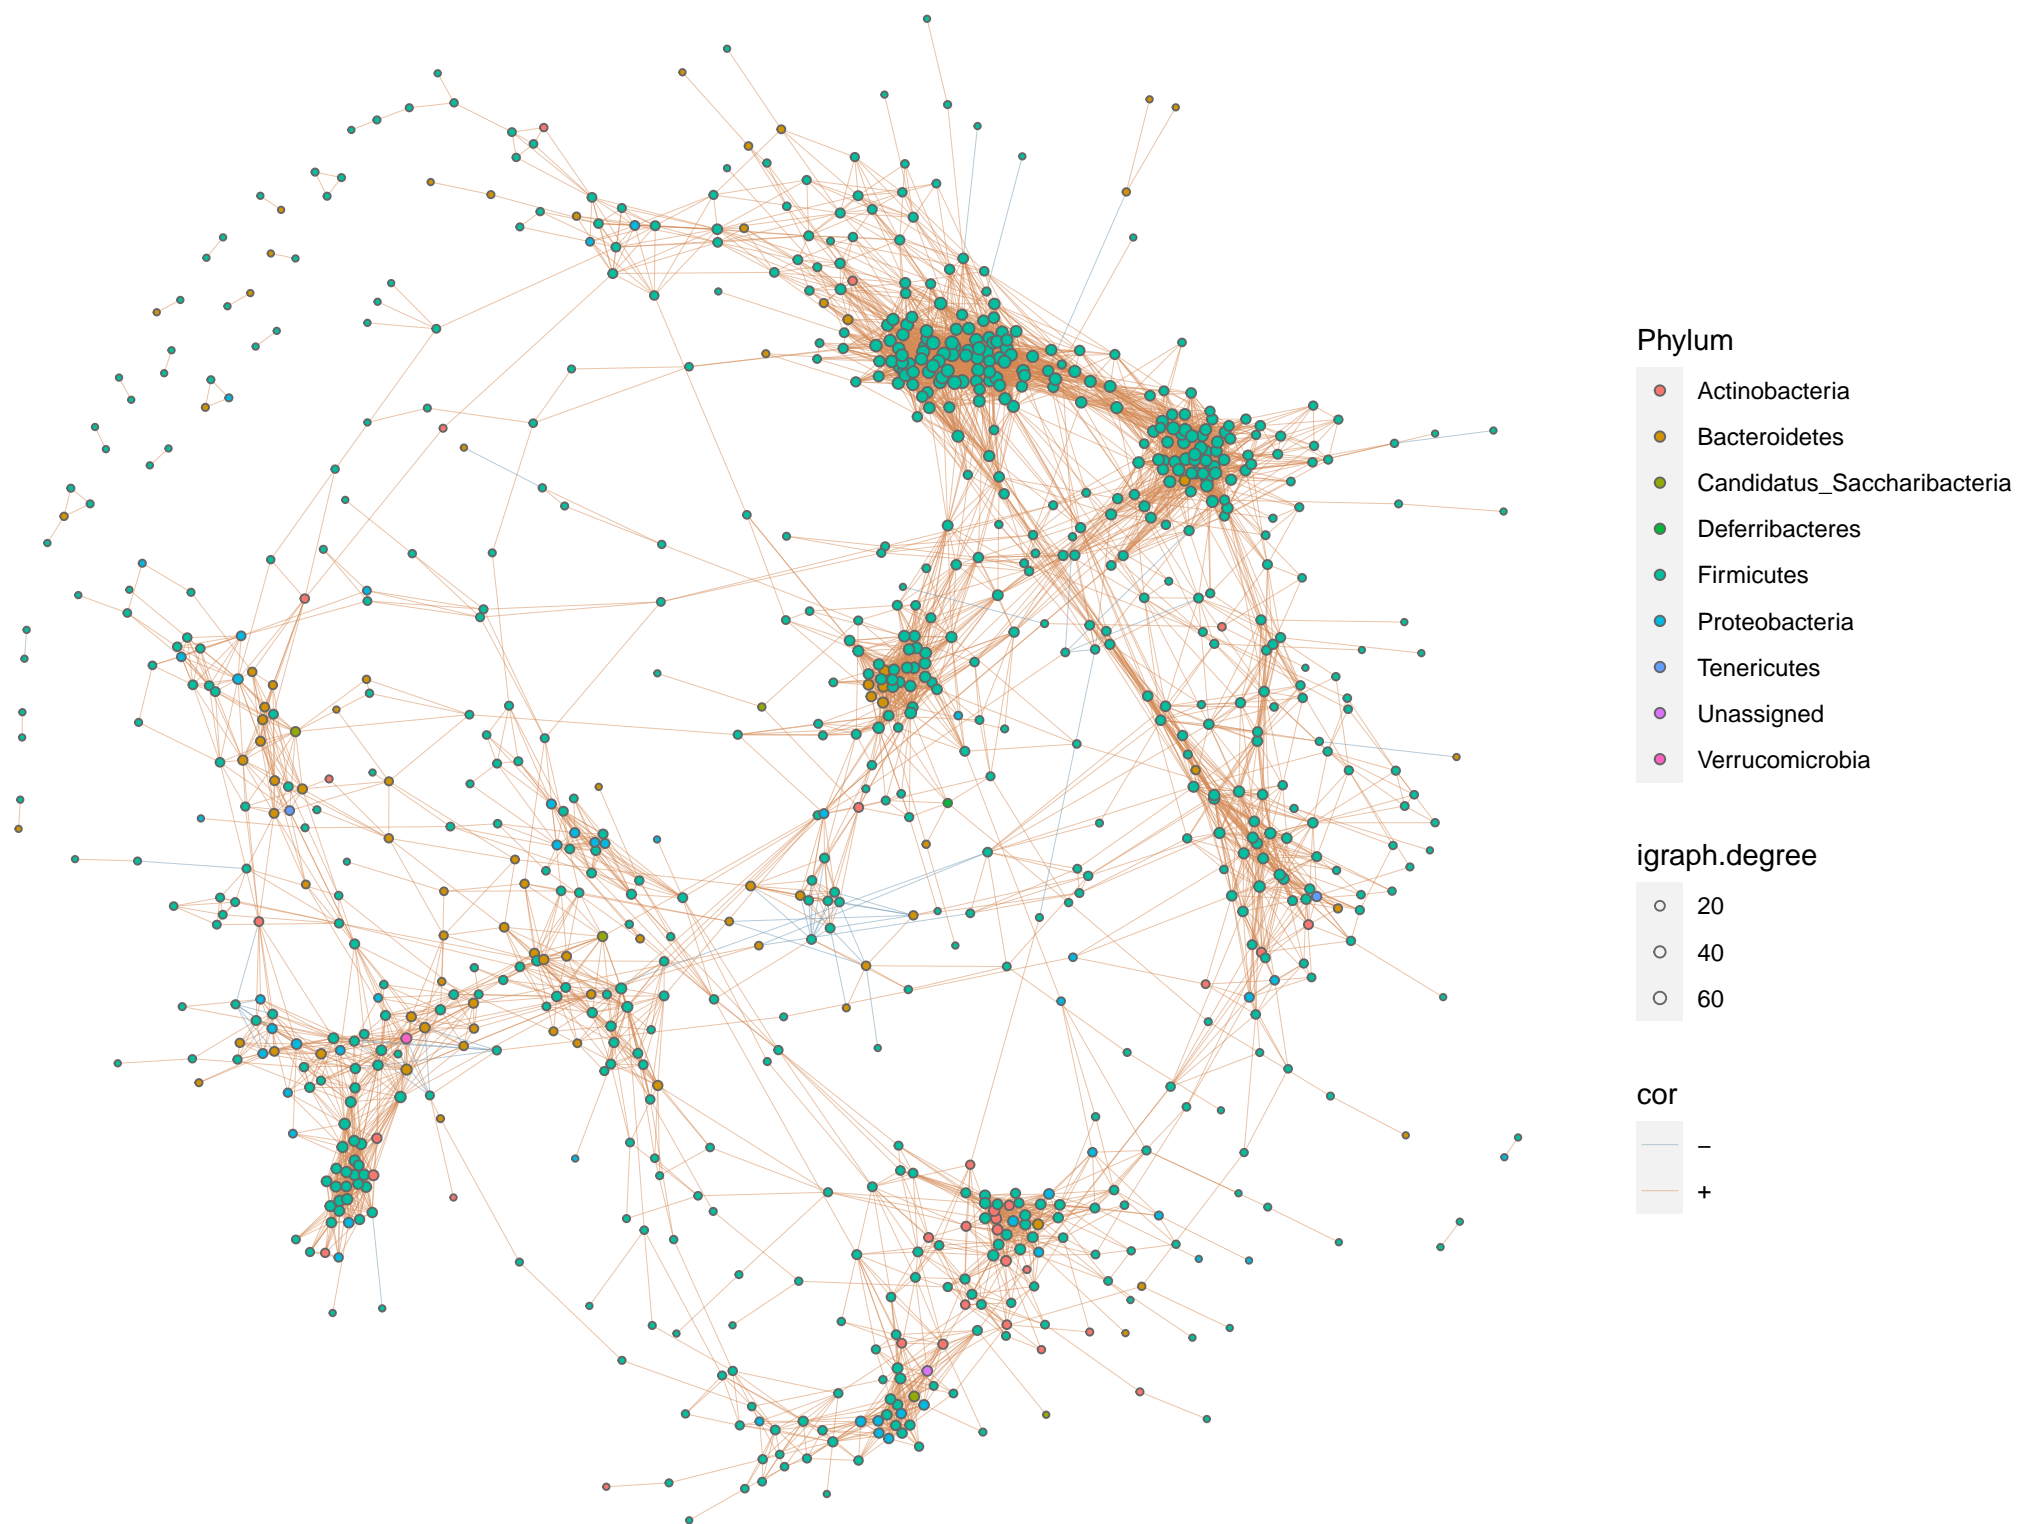 Phylum
Actinobacteria
Bacteroidetes
Candidatus_Saccharibacteria
Deferribacteres
Firmicutes
Proteobacteria
Tenericutes
Unassigned
Verrucomicrobia
igraph.degree
20
40
60
cor
−
+